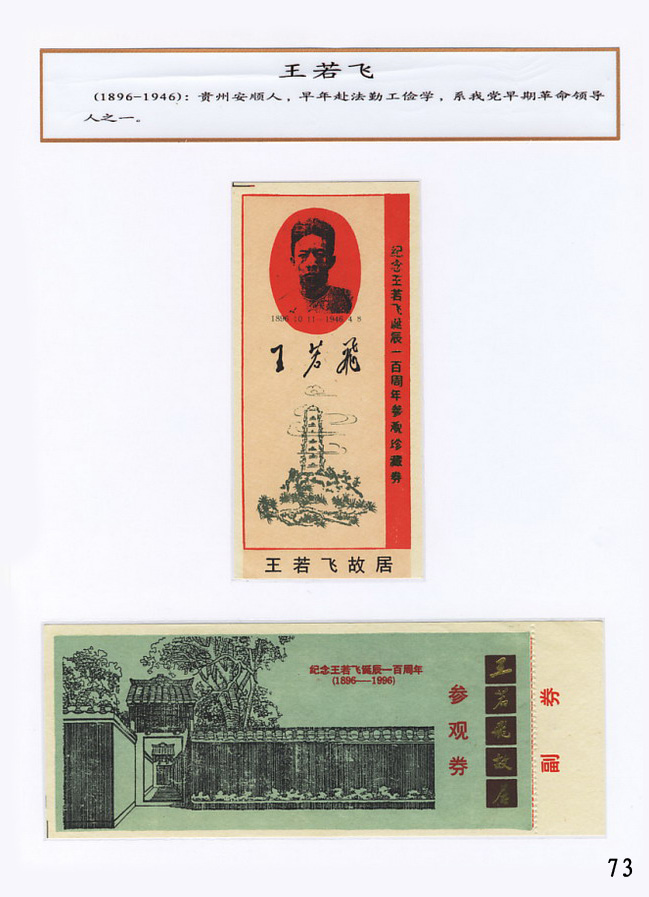 王若飞
(1896-1946)：贵州安顺人，早年赴法勤工俭学，系我党早期革命领导
人之一。
1896 10 11—1946 4 8
王若飛
纪念王若飞诞辰一百周年参观珍藏券
王若飞故居
纪念王若飞诞辰一百周年
(1896—1996)
参观券
王若飛故居
副券
73